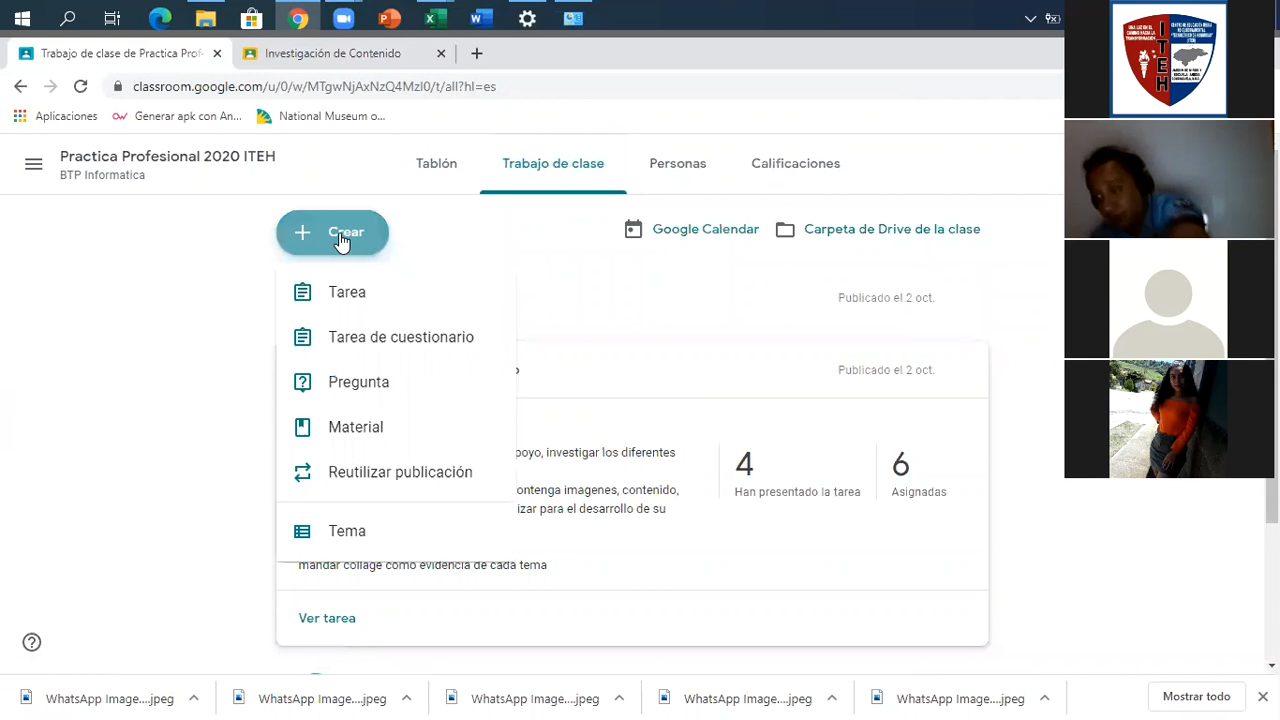 Trabajo de clase de Practica Prof
Investigación de Contenido
classroom.google.com/u/0/w/MTgwNjAxNzQ4MzI0/t/all?hl=es
Aplicaciones
Generar apk con An...
National Museum o...
Practica Profesional 2020 ITEH
BTP Informatica
Tablón
Trabajo de clase
Personas
Calificaciones
Crear
Google Calendar
Carpeta de Drive de la clase
Tarea
Publicado el 2 oct.
Tarea de cuestionario
Pregunta
Publicado el 2 oct.
Material
poyo, investigar los diferentes
4
Han presentado la tarea
6
Asignadas
Reutilizar publicación
ontenga imagenes, contenido,
izar para el desarrollo de su
Tema
mandar collage como evidencia de cada tema
Ver tarea
WhatsApp Image....jpeg
WhatsApp Image....jpeg
WhatsApp Image....jpeg
WhatsApp Image....jpeg
WhatsApp Image....jpeg
Mostrar todo
ITEH